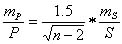 m_P / P = 1.5 / √(n − 2) * m_S / S